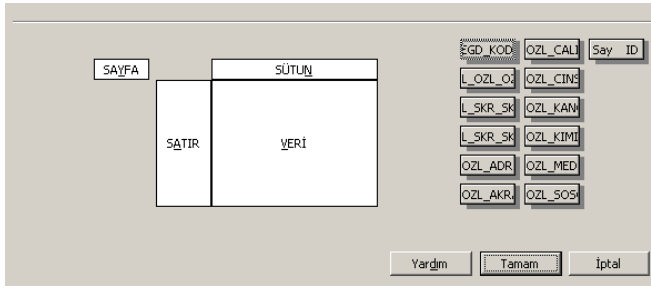 EGD_KOD OZL_CALI Say ID
SAYFA SÜTUN
L_OZL_OZ OZL_CINS
L_SKR_SK OZL_KAN
SATIR VERİ
L_SKR_SK OZL_KIMI
OZL_ADR OZL_MED
OZL_AKR OZL_SOS
Yardım Tamam İptal